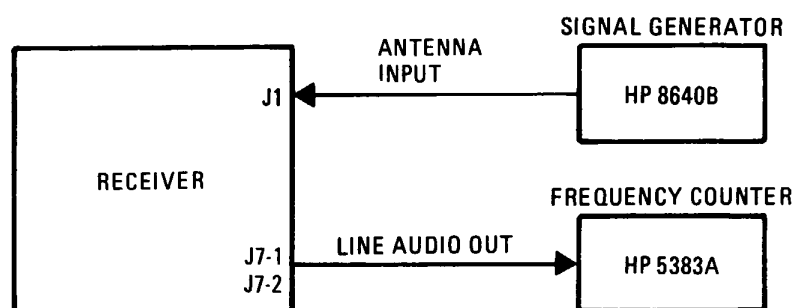 SIGNAL GENERATOR
ANTENNA
INPUT
J1
HP 8640B
RECEIVER
FREQUENCY COUNTER
J7-1
LINE AUDIO OUT
J7-2
HP 5383A